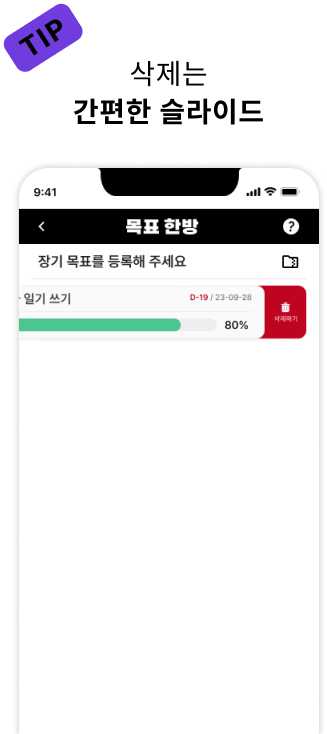 TIP
삭제는
간편한 슬라이드
9:41
목표 한방
?
장기 목표를 등록해 주세요
일기 쓰기
D-19 / 23-09-28
80%
삭제하기